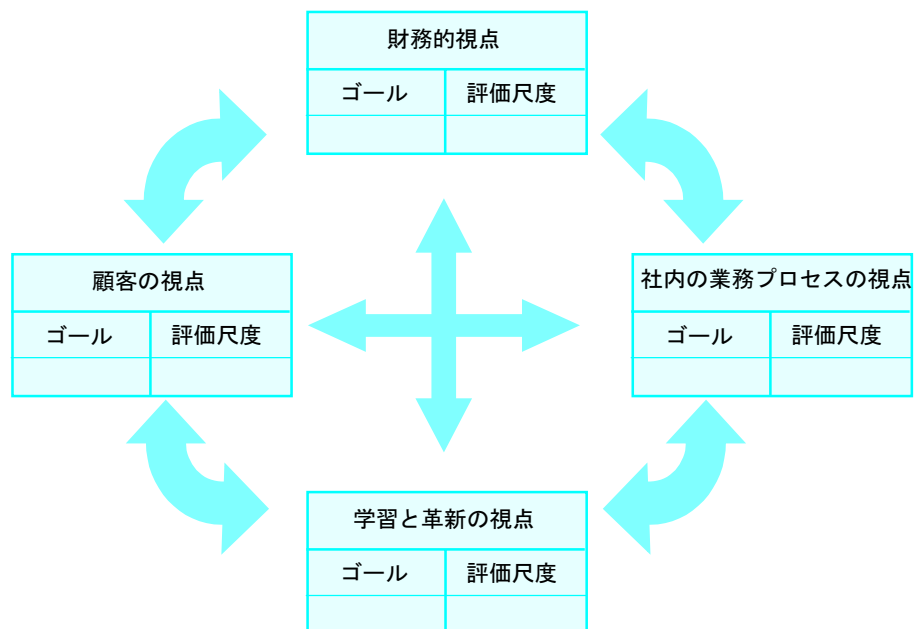 財務的視点
ゴール 評価尺度
顧客の視点
ゴール 評価尺度
社内の業務プロセスの視点
ゴール 評価尺度
学習と革新の視点
ゴール 評価尺度